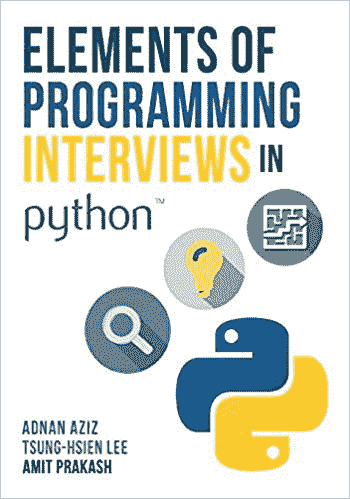 ELEMENTS OF
PROGRAMMING
INTERVIEWS IN
python™
ADNAN AZIZ
TSUNG-HSIEN LEE
AMIT PRAKASH